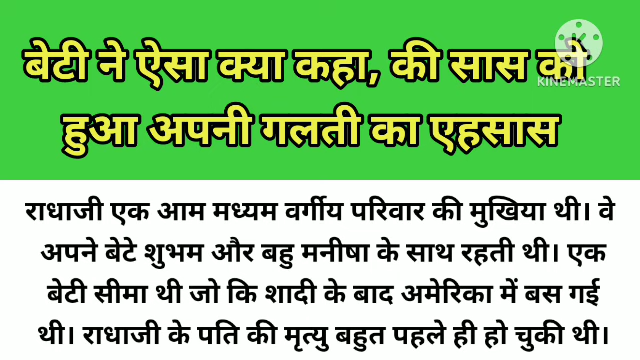 बेटी ने ऐसा क्या कहा, की सास को
KINEMASTER
हुआ अपनी गलती का एहसास
राधाजी एक आम मध्यम वर्गीय परिवार की मुखिया थी। वे
अपने बेटे शुभम और बहु मनीषा के साथ रहती थी। एक
बेटी सीमा थी जो कि शादी के बाद अमेरिका में बस गई
थी। राधाजी के पति की मृत्यु बहुत पहले ही हो चुकी थी।